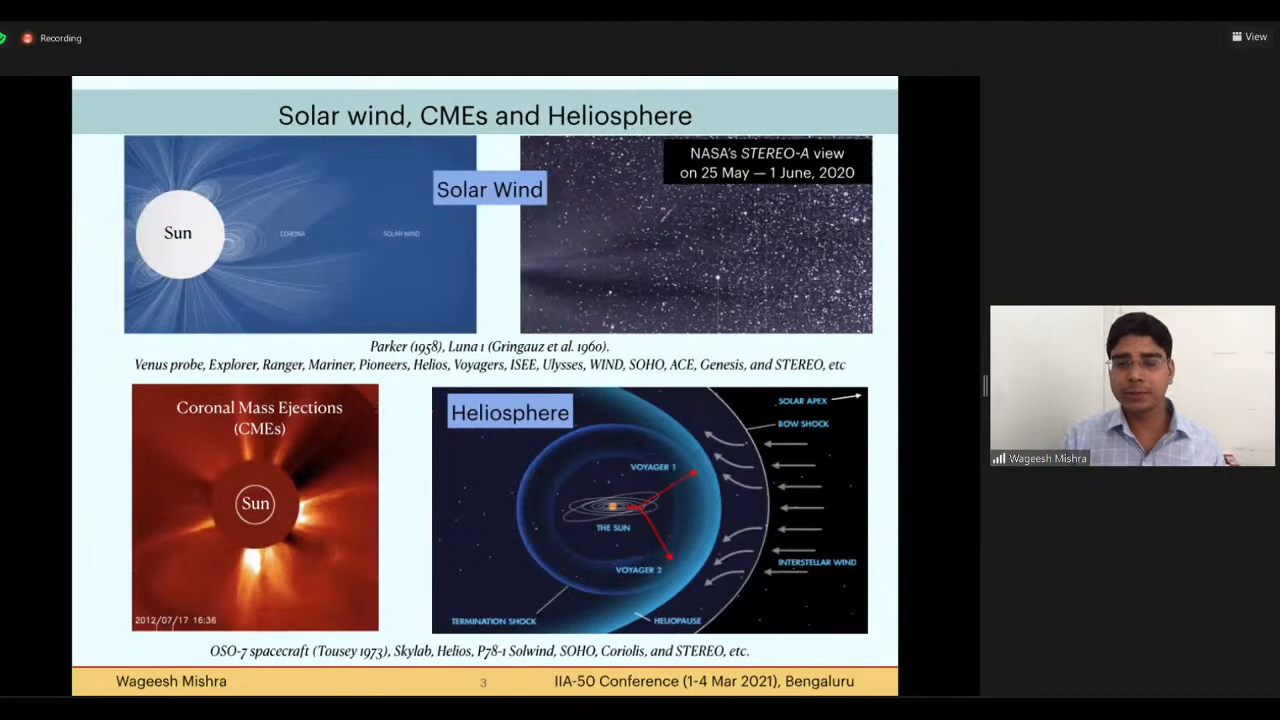 Recording
View
Solar wind, CMEs and Heliosphere
Sun
CORONA
SOLAR WIND
Solar Wind
NASA's STEREO-A view
on 25 May — 1 June, 2020
Parker (1958), Luna 1 (Gringauz et al. 1960).
Venus probe, Explorer, Ranger, Mariner, Pioneers, Helios, Voyagers, ISEE, Ulysses, WIND, SOHO, ACE, Genesis, and STEREO, etc
Coronal Mass Ejections
(CMEs)
Sun
2012/07/17 16:36
Heliosphere
SOLAR APEX
BOW SHOCK
VOYAGER 1
THE SUN
VOYAGER 2
INTERSTELLAR WIND
TERMINATION SHOCK
HELIOPAUSE
OSO-7 spacecraft (Tousey 1973), Skylab, Helios, P78-1 Solwind, SOHO, Coriolis, and STEREO, etc.
Wageesh Mishra
3
IIA-50 Conference (1-4 Mar 2021), Bengaluru
Wageesh Mishra